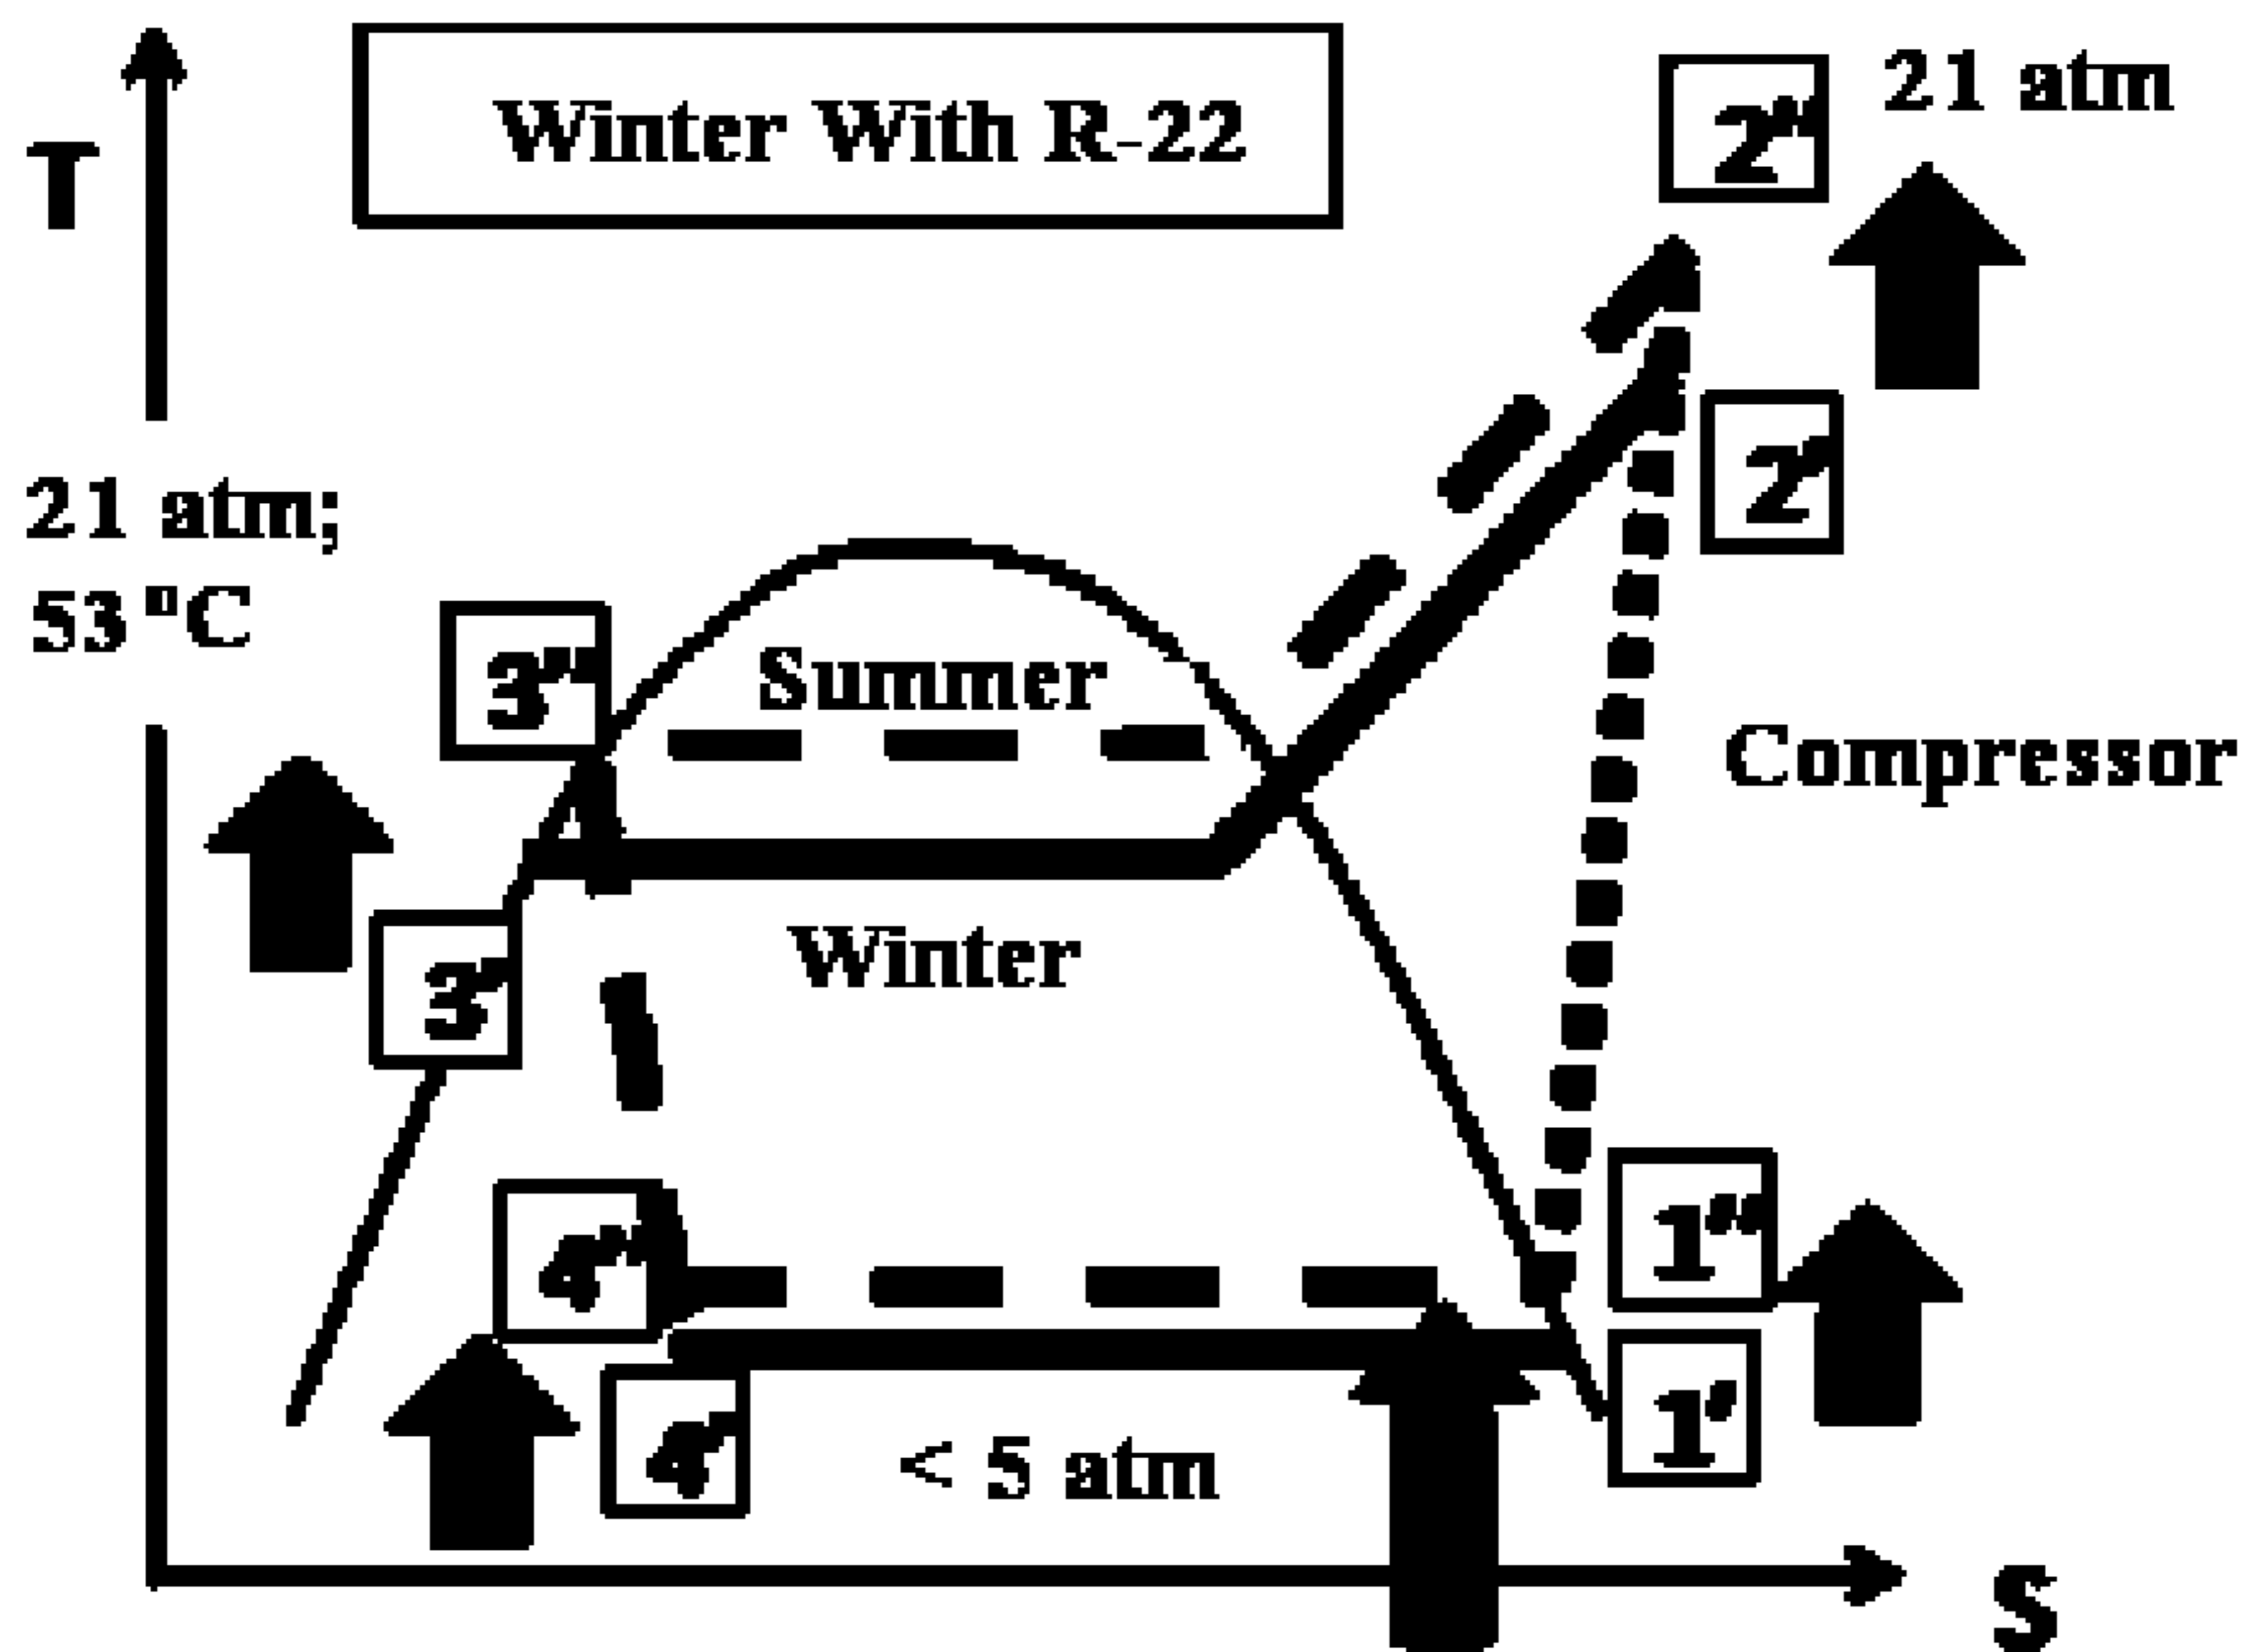 Winter With R-22
2"
21 atm
T
2'
21 atm;
53°C
3"
Summer
Compressor
Winter
3'
1"
4"
1'
4'
< 5 atm
S